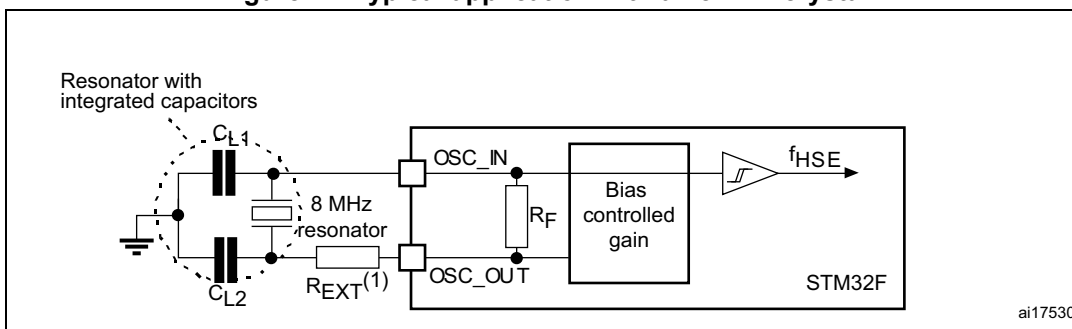 Resonator with
integrated capacitors
CL1
OSC_IN
fHSE
8 MHz
resonator
RF
Bias
controlled
gain
REXT(1)
OSC_OUT
STM32F
CL2
ai17530